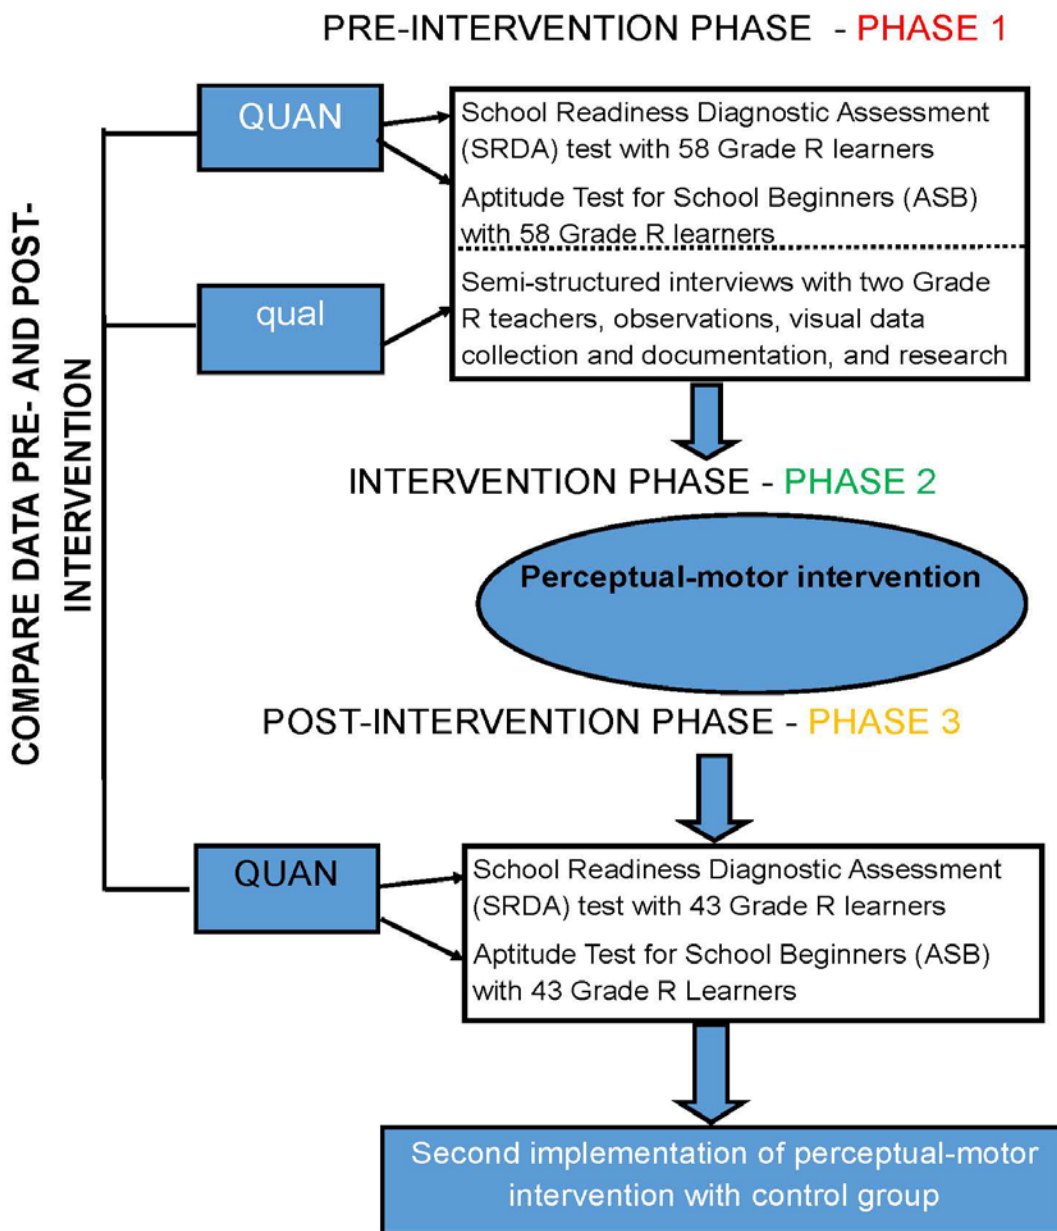 PRE-INTERVENTION PHASE - PHASE 1
COMPARE DATA PRE- AND POST-
INTERVENTION
QUAN
School Readiness Diagnostic Assessment
(SRDA) test with 58 Grade R learners
Aptitude Test for School Beginners (ASB)
with 58 Grade R learners
qual
Semi-structured interviews with two Grade
R teachers, observations, visual data
collection and documentation, and research
INTERVENTION PHASE - PHASE 2
Perceptual-motor intervention
POST-INTERVENTION PHASE - PHASE 3
QUAN
School Readiness Diagnostic Assessment
(SRDA) test with 43 Grade R learners
Aptitude Test for School Beginners (ASB)
with 43 Grade R Learners
Second implementation of perceptual-motor
intervention with control group